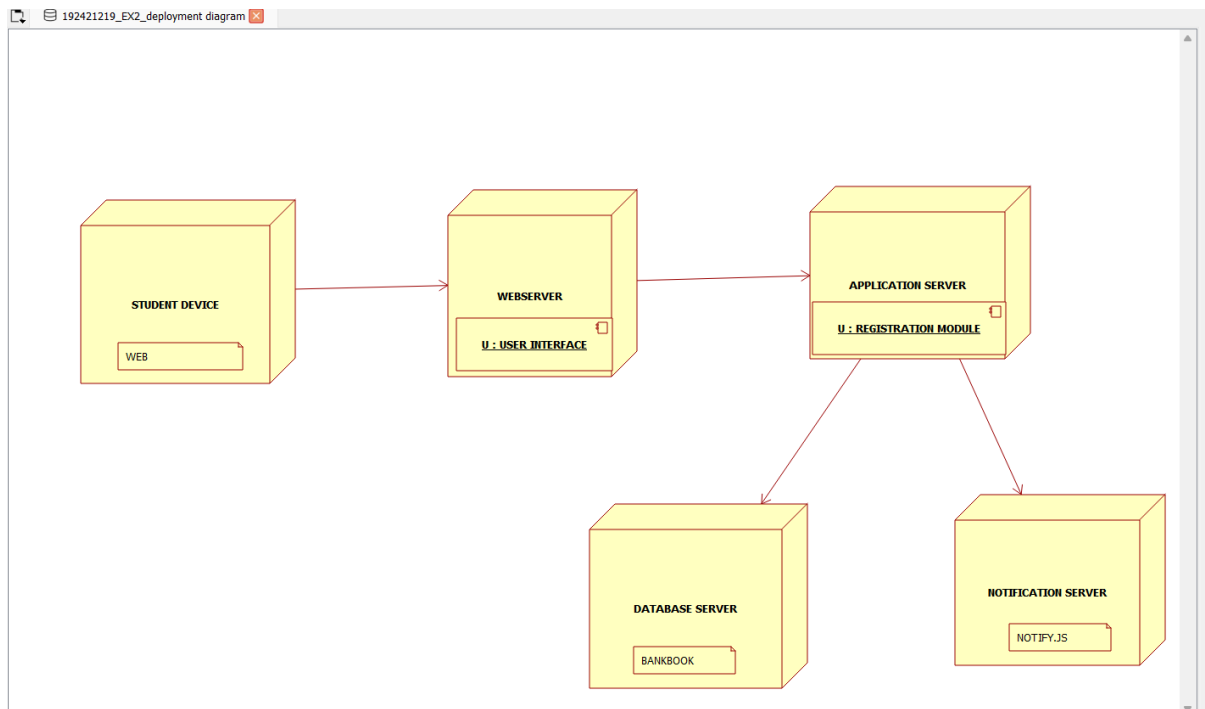 192421219_EX2_deployment diagram
STUDENT DEVICE
WEB
WEBSERVER
U : USER INTERFACE
APPLICATION SERVER
U : REGISTRATION MODULE
DATABASE SERVER
BANKBOOK
NOTIFICATION SERVER
NOTIFY.JS